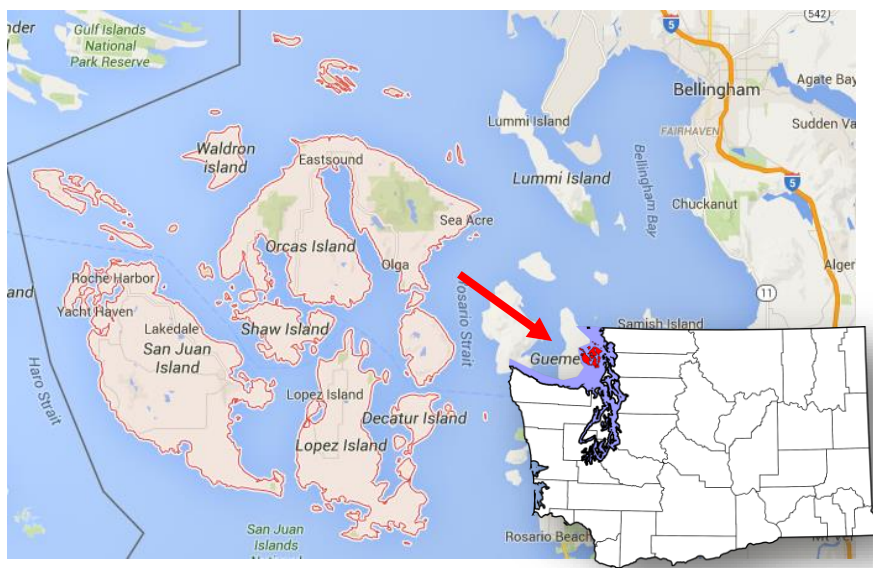 nder
Gulf Islands
National
Park Reserve
542
5
Bellingham
Agate Bay
Lummi Island
FAIRHAVEN
Sudden Va
Waldron
island
Eastsound
Bellingham Bay
Lummi Island
5
Chuckanut
Sea Acre
Orcas Island
Olga
Alger
Roche Harbor
and
Rosario Strait
11
Yacht Haven
Lakedale
Shaw Island
Samish Island
San Juan
Island
Gueme
Haro Strait
Lopez Island
Decatur Island
Lopez Island
San Juan
Islands
National
Rosario Beach